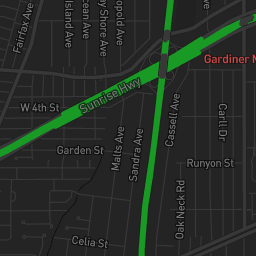 Fairfax Ave
Island Ave
Ocean Ave
Bay Shore Ave
Leopold Ave
Gardiner M
Sunrise Hwy
W 4th St
Cassell Ave
Carll Dr
Garden St
Malts Ave
Sandra Ave
Runyon St
Oak Neck Rd
Celia St